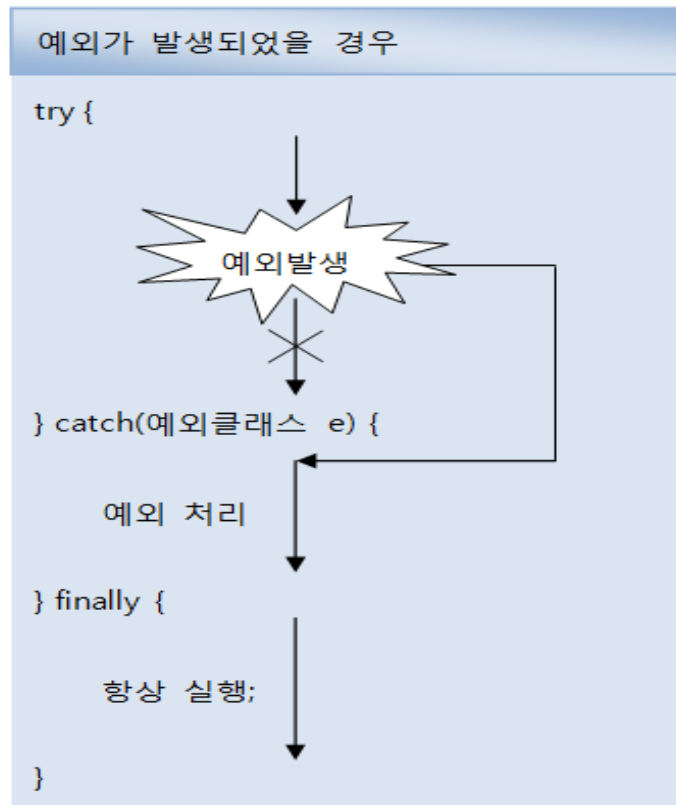 예외가 발생되었을 경우
try {
예외발생
} catch(예외클래스 e) {
예외 처리
} finally {
항상 실행;
}